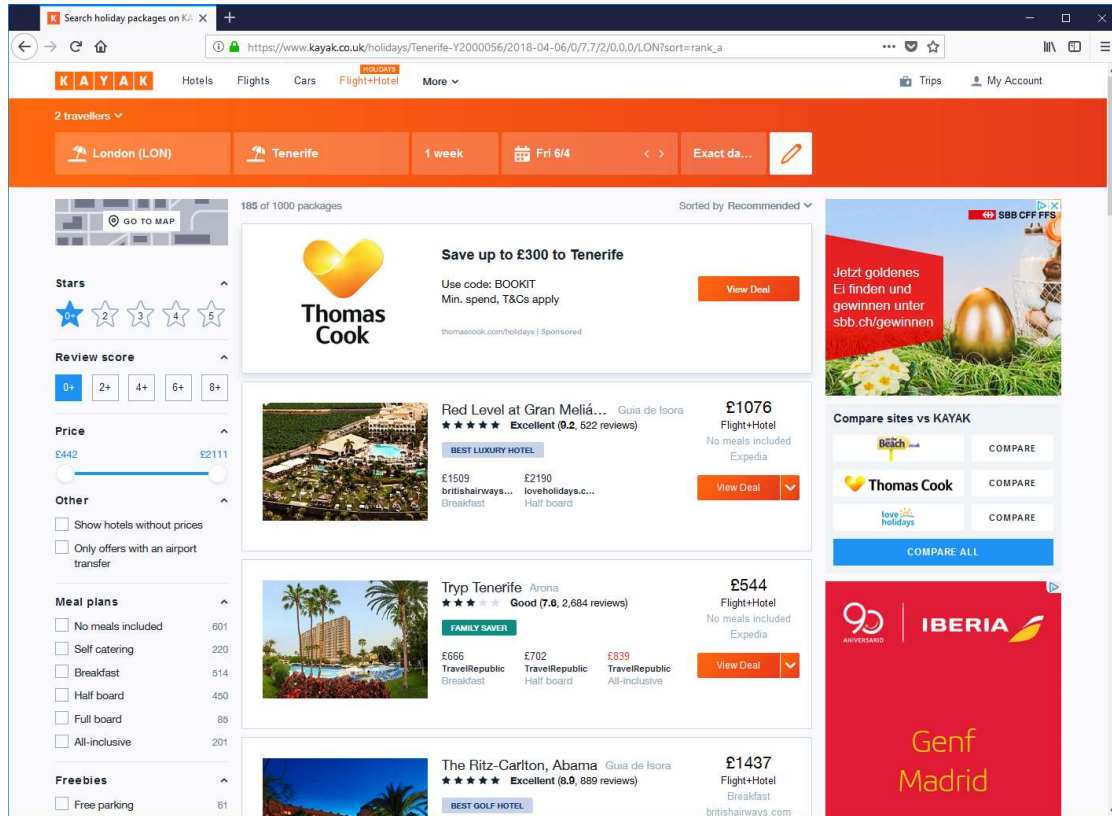 Search holiday packages on KA
https://www.kayak.co.uk/holidays/Tenerife-Y2000056/2018-04-06/0/7.7/2/0,0,0/LON?sort=rank_a
KAYAK
Hotels
Flights
Cars
HOLIDAYS
Flight+Hotel
More
Trips
My Account
2 travellers
London (LON)
Tenerife
1 week
Fri 6/4
Exact da...
GO TO MAP
Stars
0+ 2 3 4 5
Review score
0+ 2+ 4+ 6+ 8+
Price
£442 £2111
Other
Show hotels without prices
Only offers with an airport
transfer
Meal plans
No meals included 601
Self catering 220
Breakfast 514
Half board 450
Full board 85
All-inclusive 201
Freebies
Free parking 61
185 of 1000 packages
Sorted by Recommended
Thomas
Cook
Save up to £300 to Tenerife
Use code: BOOKIT
Min. spend, T&Cs apply
thomascook.com/holidays | Sponsored
View Deal
Red Level at Gran Meliá... Guia de Isora
Excellent (9.2, 522 reviews)
BEST LUXURY HOTEL
£1509 £2190
britishairways... loveholidays.c...
Breakfast Half board
£1076
Flight+Hotel
No meals included
Expedia
View Deal
Tryp Tenerife Arona
Good (7.6, 2,684 reviews)
FAMILY SAVER
£666 £702 £839
TravelRepublic TravelRepublic TravelRepublic
Breakfast Half board All-inclusive
£544
Flight+Hotel
No meals included
Expedia
View Deal
The Ritz-Carlton, Abama Guia de Isora
Excellent (8.9, 889 reviews)
BEST GOLF HOTEL
£1437
Flight+Hotel
Breakfast
britishairways.com
SBB CFF FFS
Jetzt goldenes
Ei finden und
gewinnen unter
sbb.ch/gewinnen
Compare sites vs KAYAK
Beach
COMPARE
Thomas Cook
COMPARE
love
holidays
COMPARE
COMPARE ALL
90
ANIVERSARIO
IBERIA
Genf
Madrid